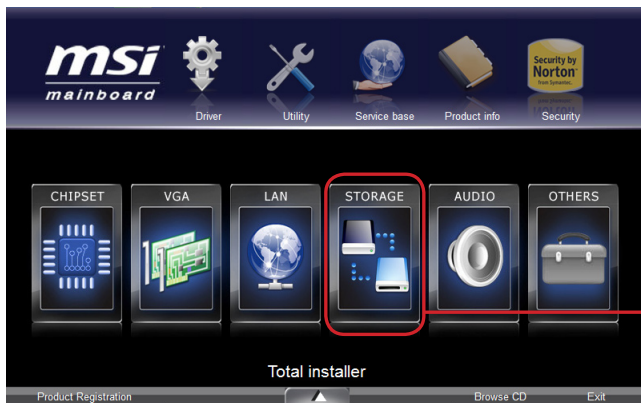 msi
mainboard
Driver
Utility
Service base
Product info
Security
Security by
Norton
from Symantec
CHIPSET
VGA
LAN
STORAGE
AUDIO
OTHERS
Total installer
Product Registration
Browse CD
Exit